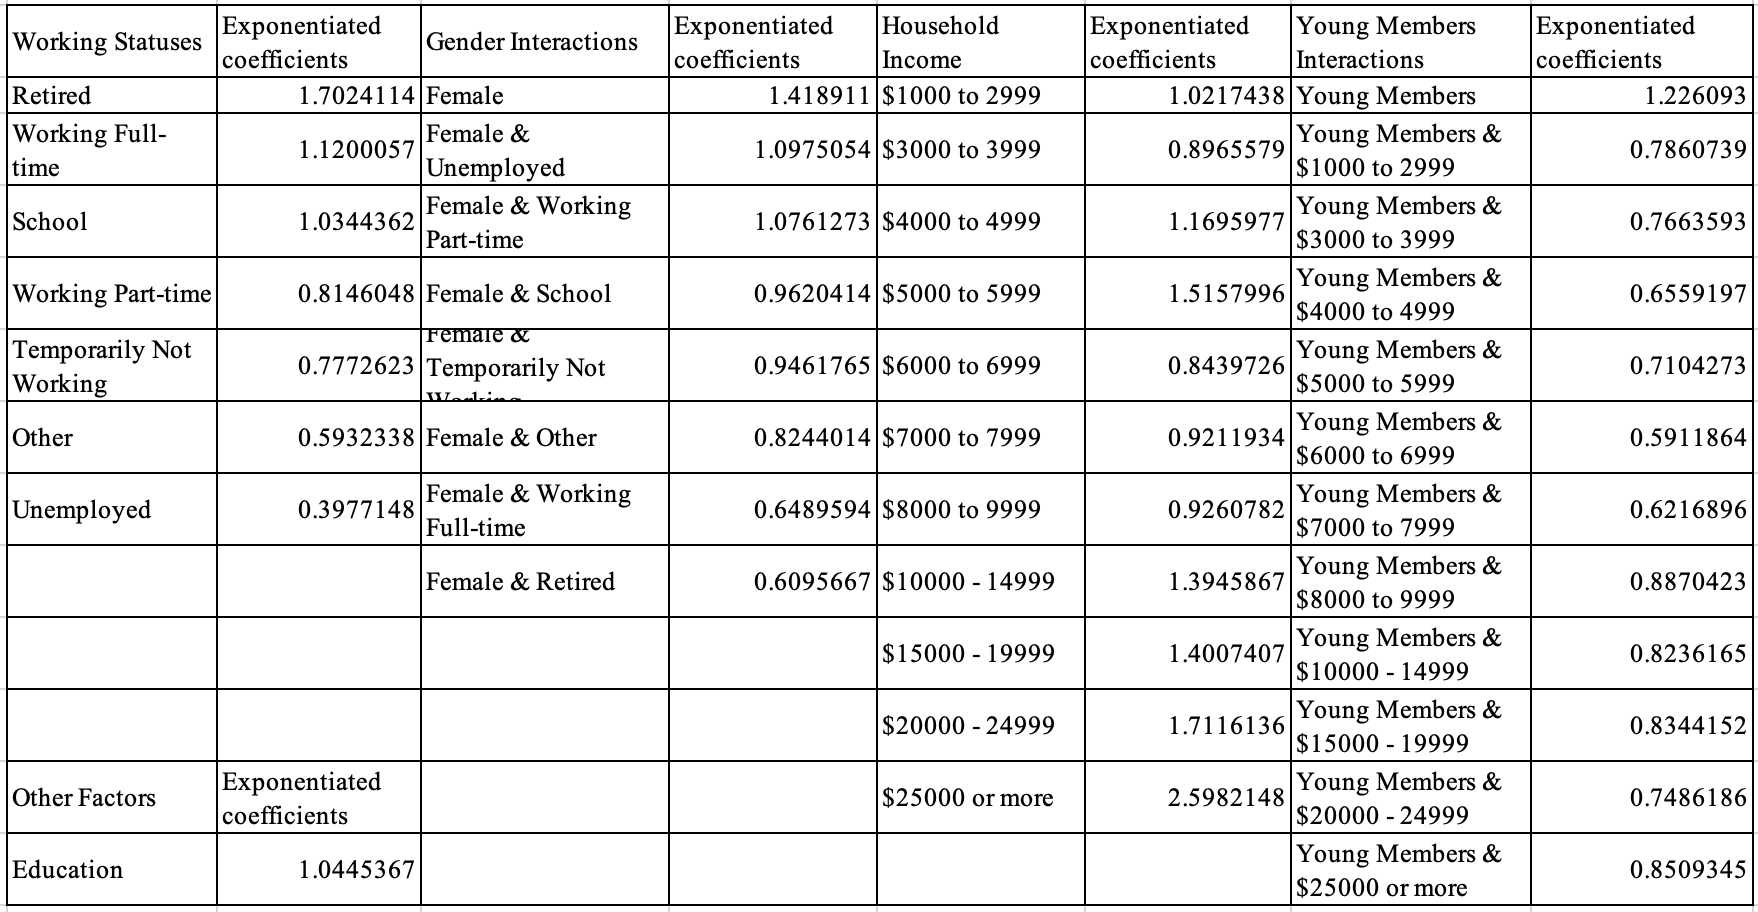 Working Statuses Exponentiated coefficients Gender Interactions Exponentiated coefficients Household Income Exponentiated coefficients Young Members Interactions Exponentiated coefficients
Retired 1.7024114 Female 1.418911 $1000 to 2999 1.0217438 Young Members 1.226093
Working Full-time 1.1200057 Female & Unemployed 1.0975054 $3000 to 3999 0.8965579 Young Members & $1000 to 2999 0.7860739
School 1.0344362 Female & Working Part-time 1.0761273 $4000 to 4999 1.1695977 Young Members & $3000 to 3999 0.7663593
Working Part-time 0.8146048 Female & School 0.9620414 $5000 to 5999 1.5157996 Young Members & $4000 to 4999 0.6559197
Temporarily Not Working 0.7772623 Female & Temporarily Not Working 0.9461765 $6000 to 6999 0.8439726 Young Members & $5000 to 5999 0.7104273
Other 0.5932338 Female & Other 0.8244014 $7000 to 7999 0.9211934 Young Members & $6000 to 6999 0.5911864
Unemployed 0.3977148 Female & Working Full-time 0.6489594 $8000 to 9999 0.9260782 Young Members & $7000 to 7999 0.6216896
Female & Retired 0.6095667 $10000 - 14999 1.3945867 Young Members & $8000 to 9999 0.8870423
$15000 - 19999 1.4007407 Young Members & $10000 - 14999 0.8236165
$20000 - 24999 1.7116136 Young Members & $15000 - 19999 0.8344152
Other Factors Exponentiated coefficients $25000 or more 2.5982148 Young Members & $20000 - 24999 0.7486186
Education 1.0445367 Young Members & $25000 or more 0.8509345